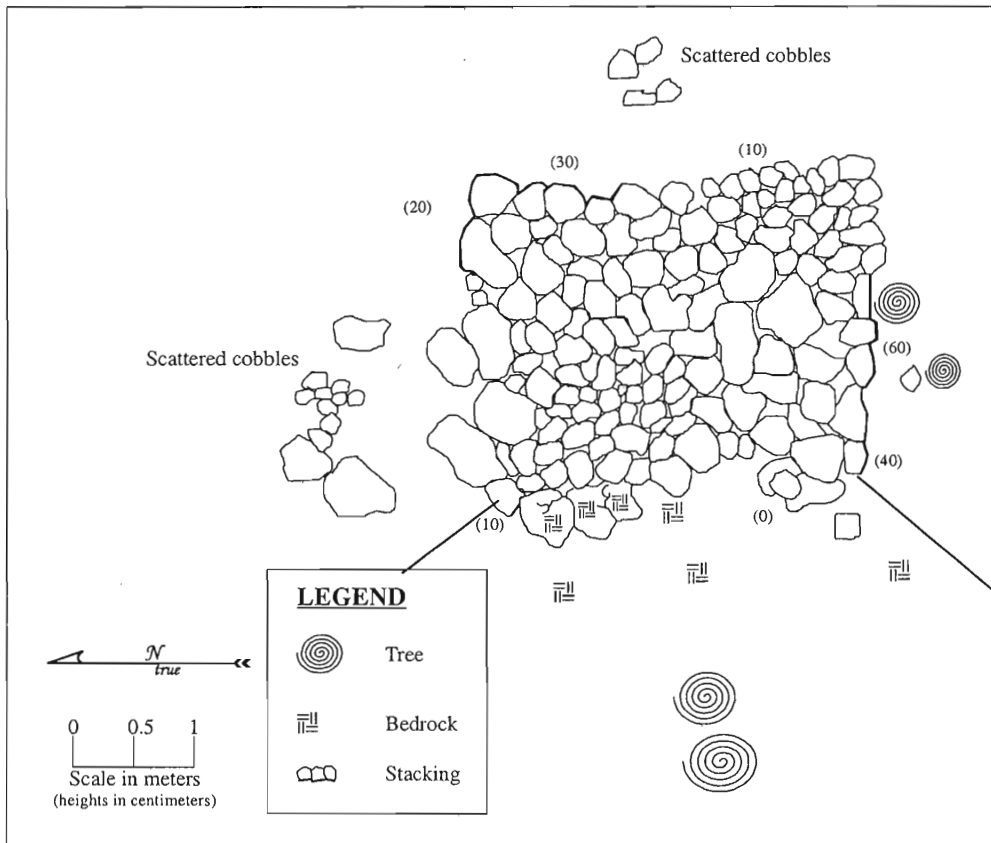 Scattered cobbles
(10)
(30)
(20)
(60)
Scattered cobbles
(40)
(10)
(0)
LEGEND
Tree
Bedrock
Stacking
N
true
0 0.5 1
Scale in meters
(heights in centimeters)